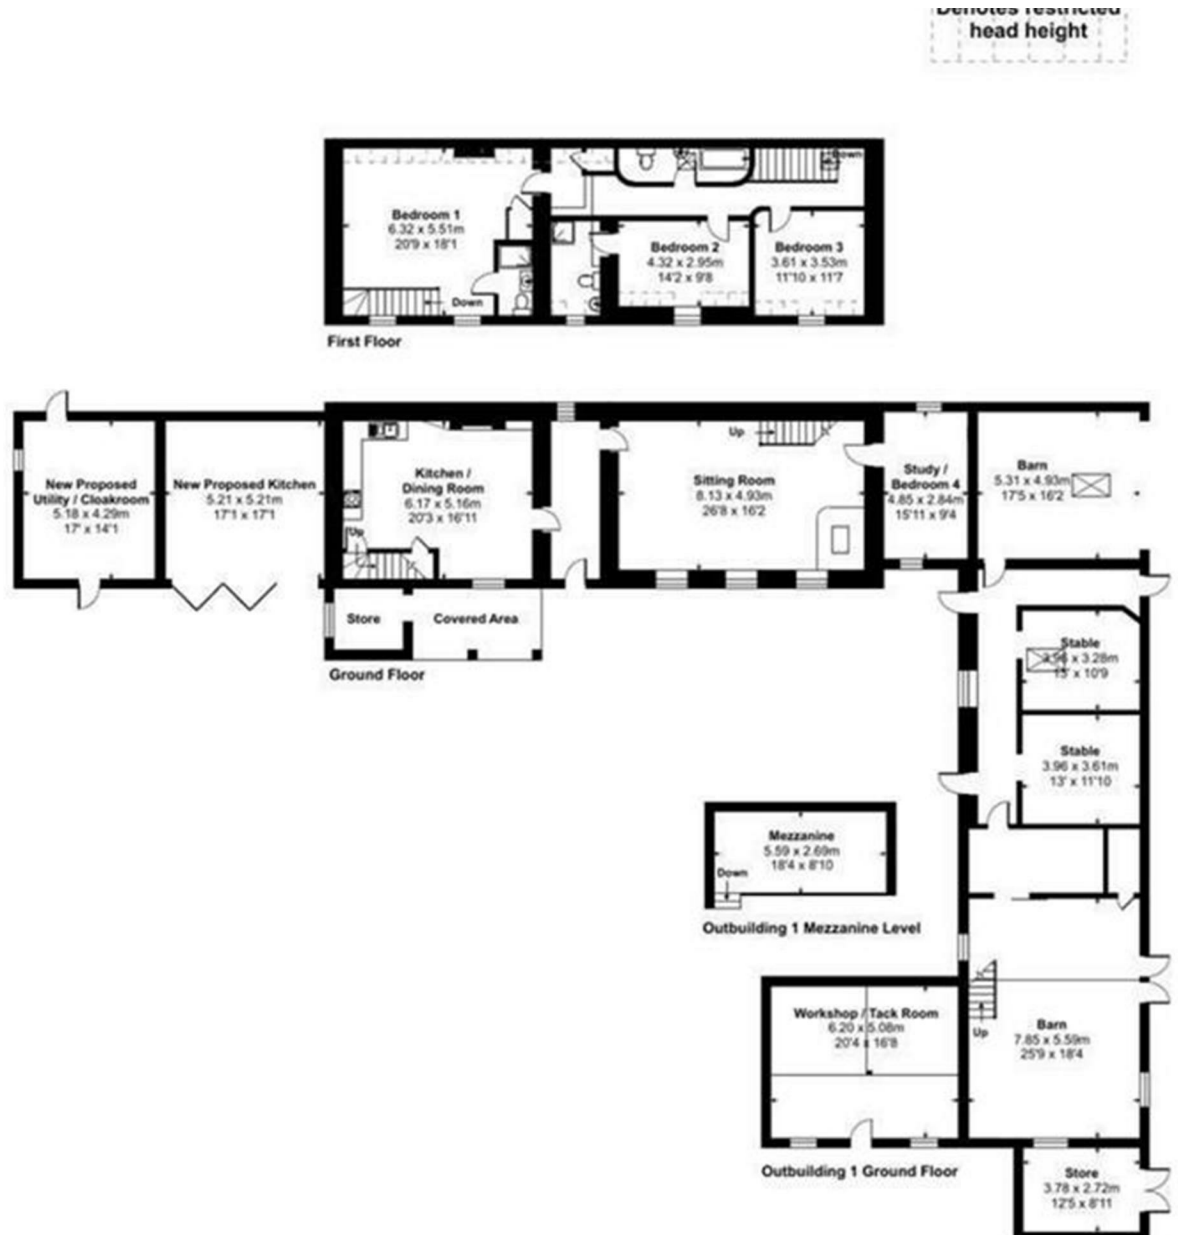 Denotes restricted
head height
Down
Bedroom 1
6.32 x 5.51m
20'9 x 18'1
Bedroom 2
4.32 x 2.95m
14'2 x 9'8
Bedroom 3
3.61 x 3.53m
11'10 x 11'7
Down
First Floor
New Proposed
Utility / Cloakroom
5.18 x 4.29m
17' x 14'1
New Proposed Kitchen
5.21 x 5.21m
17'1 x 17'1
Kitchen /
Dining Room
6.17 x 5.16m
20'3 x 16'11
Up
Up
Sitting Room
8.13 x 4.93m
26'8 x 16'2
Study /
Bedroom 4
4.85 x 2.84m
15'11 x 9'4
Barn
5.31 x 4.93m
17'5 x 16'2
Store
Covered Area
Ground Floor
Stable
3.96 x 3.28m
13' x 10'9
Stable
3.96 x 3.61m
13' x 11'10
Mezzanine
5.59 x 2.69m
18'4 x 8'10
Down
Outbuilding 1 Mezzanine Level
Workshop / Tack Room
6.20 x 5.08m
20'4 x 16'8
Up
Barn
7.85 x 5.59m
25'9 x 18'4
Outbuilding 1 Ground Floor
Store
3.78 x 2.72m
12'5 x 8'11